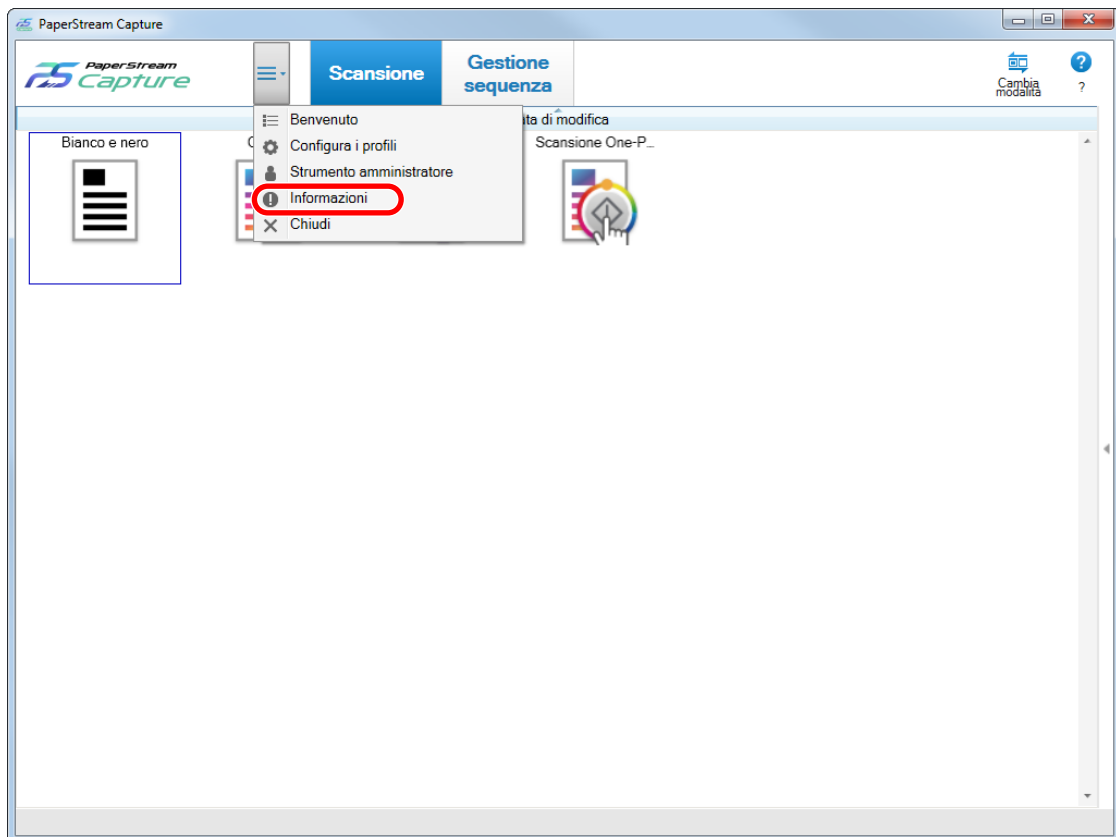 PaperStream Capture
PaperStream
Capture
Scansione
Gestione
sequenza
Cambia
modalità
?
?
di modifica
Benvenuto
Configura i profili
Strumento amministratore
Informazioni
Chiudi
Bianco e nero
Scansione One-P...